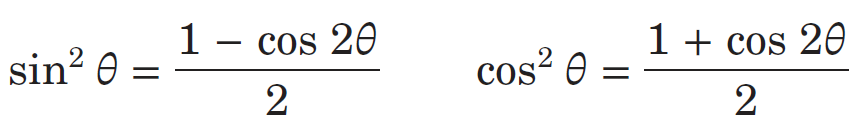 sin² θ = (1 − cos 2θ)/2    cos² θ = (1 + cos 2θ)/2